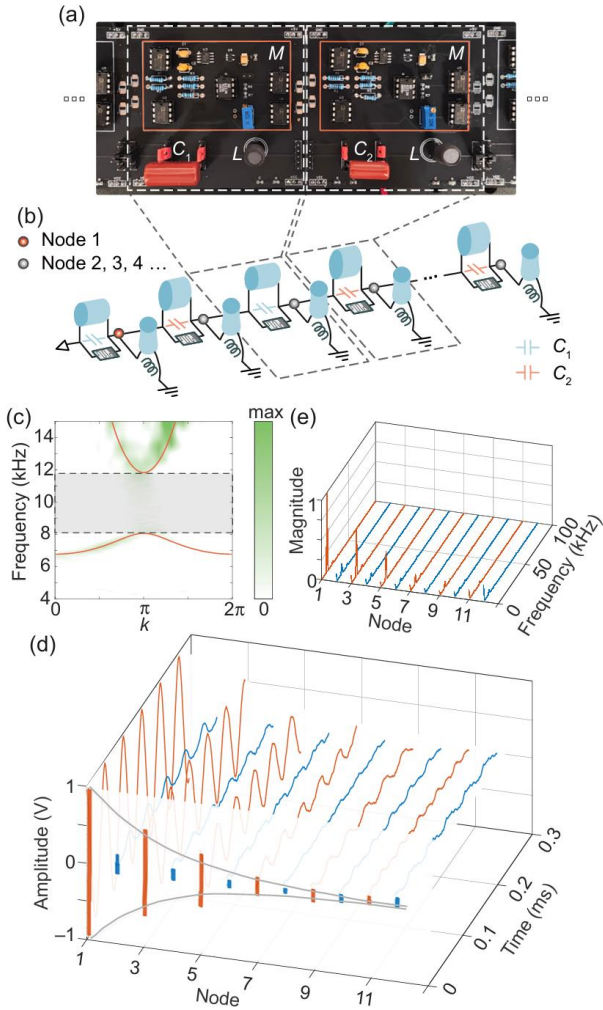 (a)
M
M
C1
L
C2
L
(b)
Node 1
Node 2, 3, 4 ...
...
C1
C2
(c)
max
0
Frequency (kHz)
14
12
10
8
6
4
0
π
2π
k
(e)
Magnitude
1
0
1
3
5
7
9
11
Node
0
50
100
Frequency (kHz)
(d)
Amplitude (V)
1
0
–1
1
3
5
7
9
11
Node
0
0.1
0.2
0.3
Time (ms)